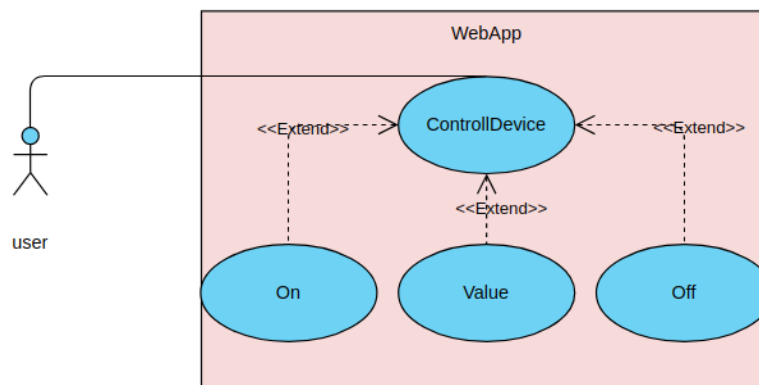 WebApp
ControllDevice
<<Extend>>
<<Extend>>
<<Extend>>
user
On
Value
Off